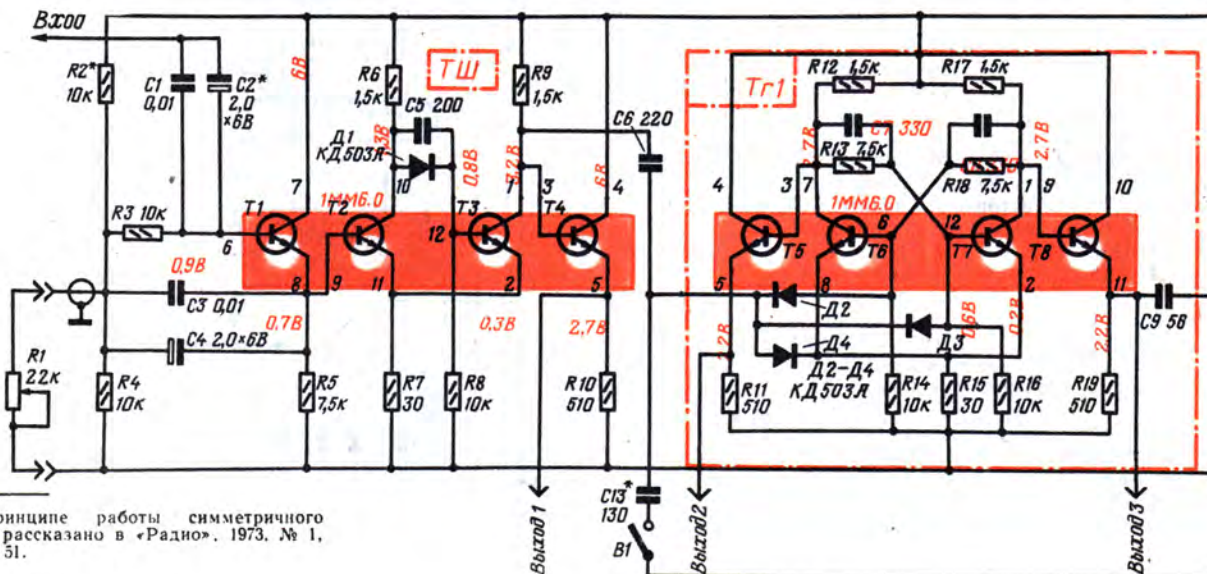 Вход
R2*
10к
C1
0,01
C2*
2,0
×6В
6В
R6
1,5к
ТШ
R9
1,5к
C5 200
Д1
КД503А
0,8В
C6 220
R3 10к
7
10
1
3
4
6В
1ММ6.0
T1
T2
T3
T4
6
12
0,9В
C3 0,01
8
9
11
2
5
0,7В
0,3В
2,7В
C4 2,0×6В
R1
22к
R4
10к
R5
7,5к
R7
30
R8
10к
R10
510
Выход 1
C13*
130
В1
Тг1
R12 1,5к
R17 1,5к
C7 330
R13 7,5к
R18 7,5к
2,7В
4
3
7
1
9
10
1ММ6.0
6
12
T5
T6
T7
T8
5
8
2
11
Д2
Д3
Д4
Д2-Д4
КД503А
2,2В
0,2В
2,2В
C9 56
R11
510
R14
10к
R15
30
R16
10к
R19
510
Выход 2
Выход 3
ринципе работы симметричного
рассказано в «Радио». 1973, № 1,
51.